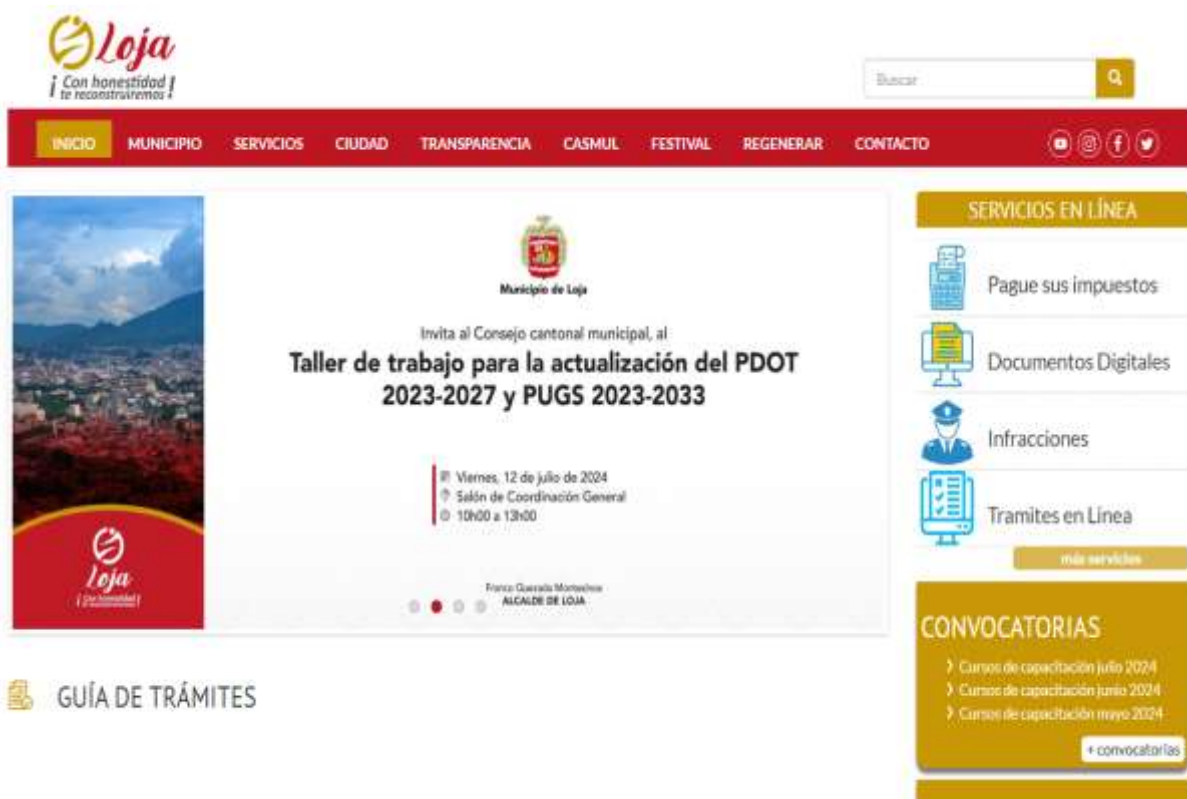 Loja
¡ Con honestidad !
te reconstruiremos
Buscar
INICIO MUNICIPIO SERVICIOS CIUDAD TRANSPARENCIA CASMUL FESTIVAL REGENERAR CONTACTO
Municipio de Loja
Invita al Consejo cantonal municipal, al
Taller de trabajo para la actualización del PDOT
2023-2027 y PUGS 2023-2033
Viernes, 12 de julio de 2024
Salón de Coordinación General
10h00 a 13h00
Franco Quezada Montesinos
ALCALDE DE LOJA
Loja
SERVICIOS EN LÍNEA
Pague sus impuestos
Documentos Digitales
Infracciones
Tramites en Linea
más servicios
CONVOCATORIAS
Cursos de capacitación julio 2024
Cursos de capacitación junio 2024
Cursos de capacitación mayo 2024
+ convocatorias
GUÍA DE TRÁMITES